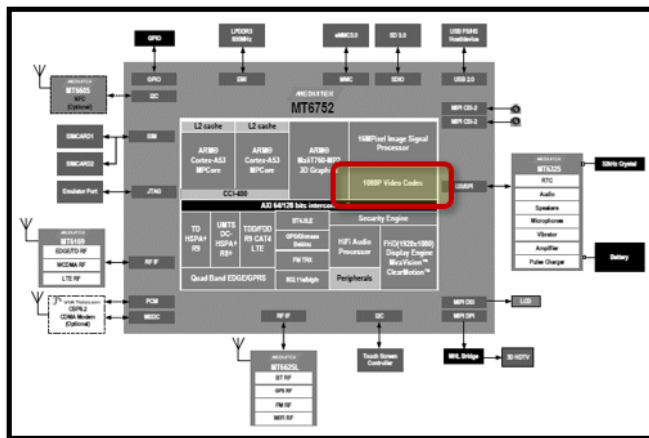 GPIO
LPDDR3
800MHz
eMMC5.0
SD 3.0
USB FS/HS
Host/device
GPIO
EMI
MMC
SDIO
USB 2.0
MEDIATEK
MT6605
NFC
(Optional)
I2C
MEDIATEK
MT6752
MIPI CSI-2
MIPI CSI-2
SIMCARD1
SIMCARD2
SIM
Emulator Port
JTAG
L2 cache
L2 cache
ARM®
Cortex-A53
MPCore
ARM®
Cortex-A53
MPCore
ARM®
MaliT760-MP2
3D Graphics
16MPixel Image Signal
Processor
1080P Video Codes
CCI-400
AXI 64/128 bits
MEDIATEK
MT6325
RTC
Audio
Speakers
Microphones
Vibrator
Amplifier
Pulse Charger
32kHz Crystal
Battery
TD
HSPA+
R9
UMTS
DC-
HSPA+
R8+
TDD/FDD
R9 CAT4
LTE
BT4.0LE
GPS/Glonass
Beidou
FM TRX
802.11a/b/g/n
Quad Band EDGE/GPRS
Security Engine
HiFi Audio
Processor
Peripherals
FHD(1920x1080)
Display Engine
MiraVision™
ClearMotion™
MEDIATEK
MT6169
EDGE/TD RF
WCDMA RF
LTE RF
RF IF
VIA Telecom
CBP8.2
CDMA Modem
(Optional)
PCM
MSDC
RF IF
I2C
MIPI DSI
MIPI DPI
LCD
MHL Bridge
3D HDTV
Touch Screen
Controller
MEDIATEK
MT6625L
BT RF
GPS RF
FM RF
WIFI RF